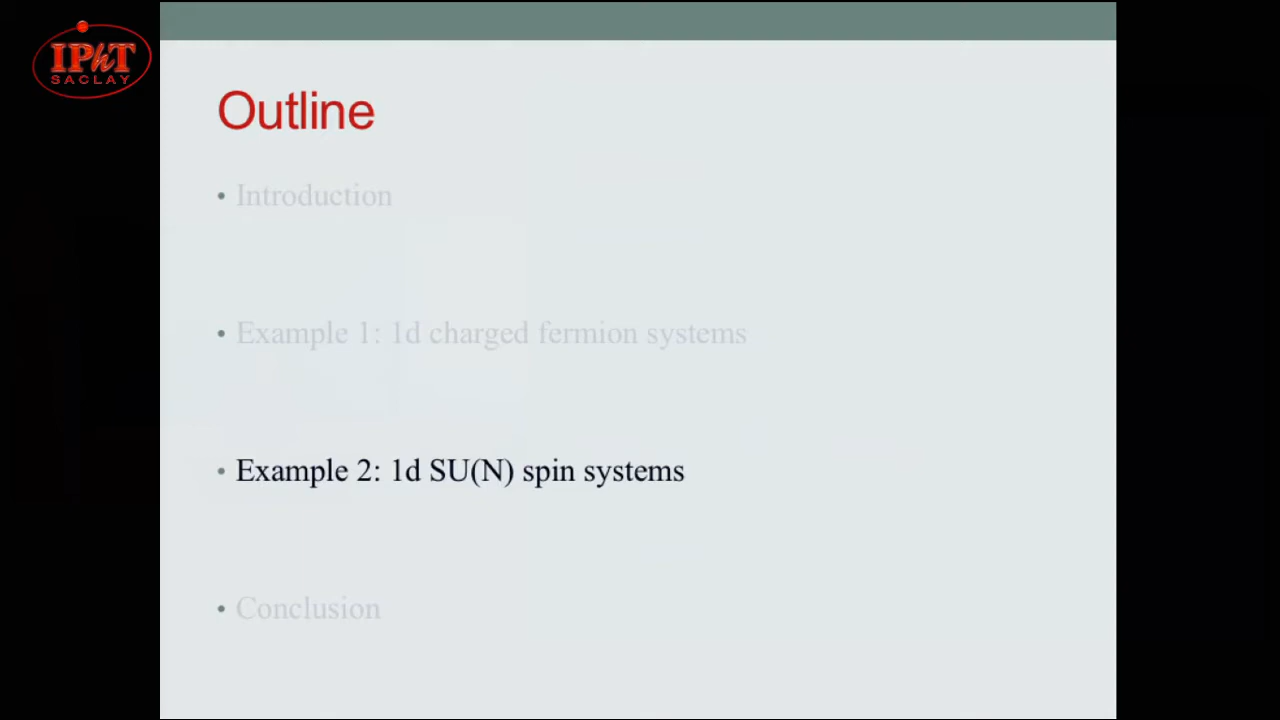 IPhT
SACLAY
Outline
• Introduction
• Example 1: 1d charged fermion systems
• Example 2: 1d SU(N) spin systems
• Conclusion